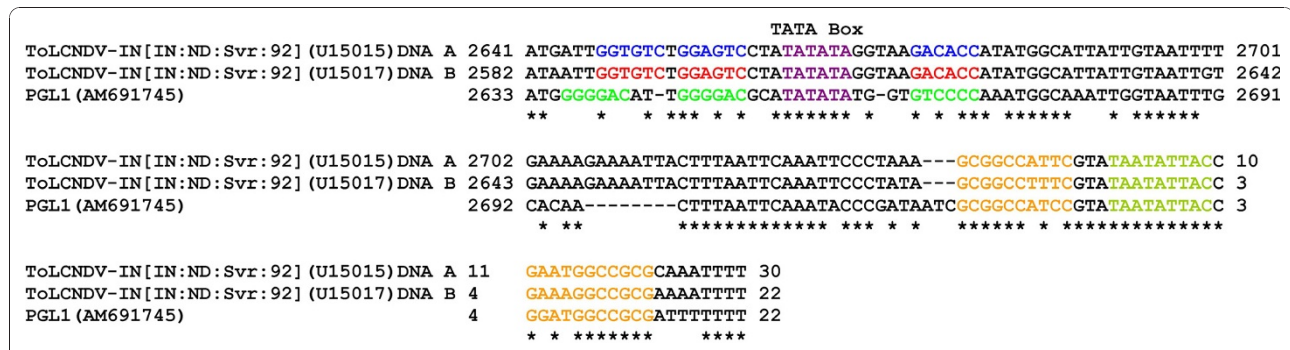 TATA Box
ToLCNDV-IN[IN:ND:Svr:92](U15015)DNA A 2641 ATGATTGGTGTCTGGAGTCCTATATATAGGTAAGACACCATATGGCATTATTGTAATTTT 2701
ToLCNDV-IN[IN:ND:Svr:92](U15017)DNA B 2582 ATAATTGGTGTCTGGAGTCCTATATATAGGTAAGACACCATATGGCATTATTGTAATTGT 2642
PGL1(AM691745) 2633 ATGGGGGACAT-TGGGGACGCATATATATG-GTGTCCCCAAATGGCAAATTGGTAATTTG 2691
** * * *** * * ******* * * * *** ****** * *******
ToLCNDV-IN[IN:ND:Svr:92](U15015)DNA A 2702 GAAAAGAAAATTACTTTAATTCAAATTCCCTAAA---GCGGCCATTCGTATAATATTACC 10
ToLCNDV-IN[IN:ND:Svr:92](U15017)DNA B 2643 GAAAAGAAAATTACTTTAATTCAAATTCCCTATA---GCGGCCTTTCGTATAATATTACC 3
PGL1(AM691745) 2692 CACAA--------CTTTAATTCAAATACCCGATAATCGCGGCCATCCGTATAATATTACC 3
* ** ************* *** * * ****** * **************
ToLCNDV-IN[IN:ND:Svr:92](U15015)DNA A 11 GAATGGCCGCGCAAATTTT 30
ToLCNDV-IN[IN:ND:Svr:92](U15017)DNA B 4 GAAAGGCCGCGAAAATTTT 22
PGL1(AM691745) 4 GGATGGCCGCGATTTTTTT 22
* * ******* ****